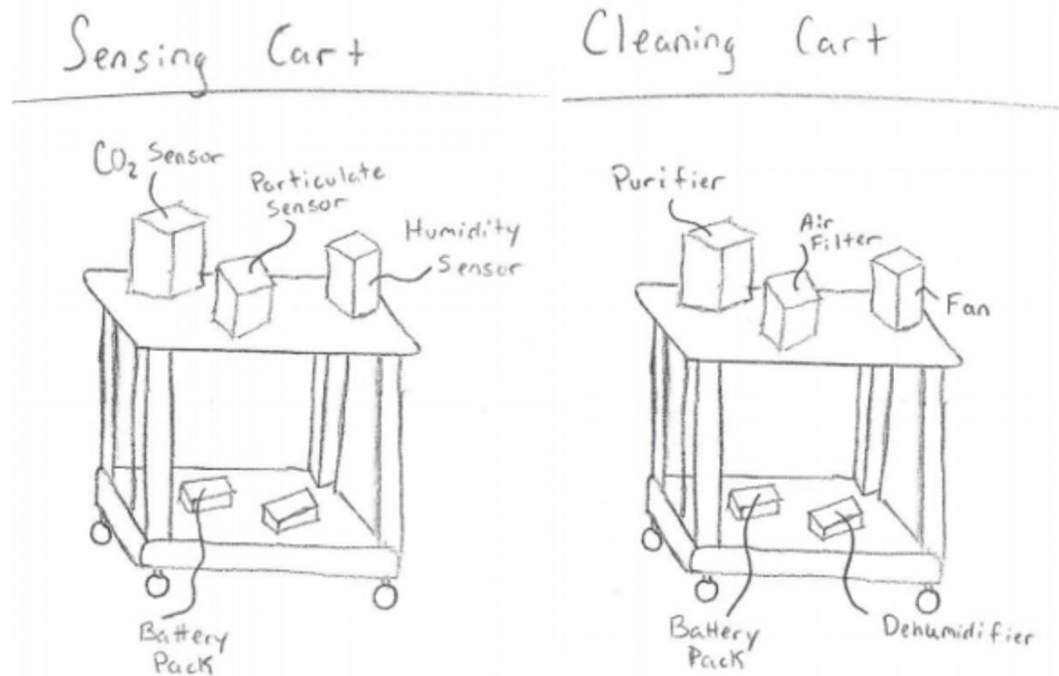 Sensing Cart
CO₂ Sensor
Particulate
Sensor
Humidity
Sensor
Battery
Pack
Cleaning Cart
Purifier
Air
Filter
Fan
Battery
Pack
Dehumidifier